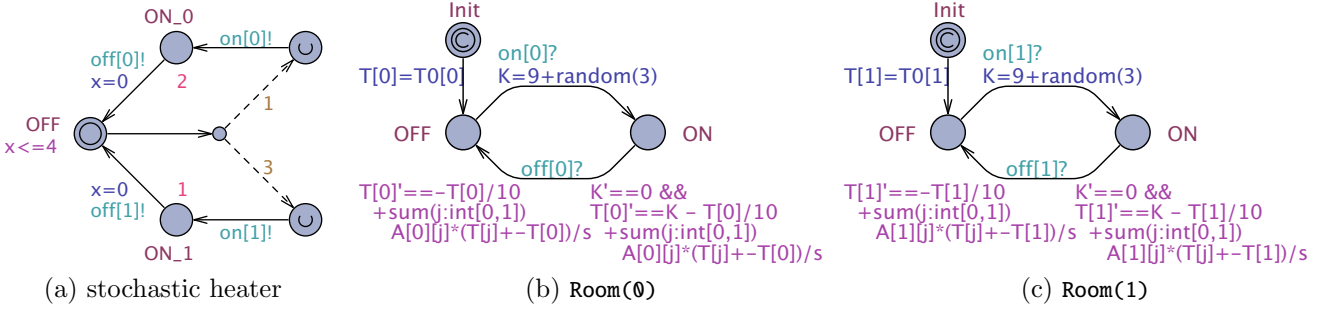 ON_0
on[0]!
off[0]!
x=0
2
1
OFF
x<=4
3
x=0
1
off[1]!
on[1]!
ON_1
(a) stochastic heater
Init
C
on[0]?
T[0]=T0[0]
K=9+random(3)
OFF
ON
off[0]?
T[0]'==-T[0]/10
+sum(j:int[0,1])
A[0][j]*(T[j]+-T[0])/s
K'==0 &&
T[0]'==K - T[0]/10
+sum(j:int[0,1])
A[0][j]*(T[j]+-T[0])/s
(b) Room(0)
Init
C
on[1]?
T[1]=T0[1]
K=9+random(3)
OFF
ON
off[1]?
T[1]'==-T[1]/10
+sum(j:int[0,1])
A[1][j]*(T[j]+-T[1])/s
K'==0 &&
T[1]'==K - T[1]/10
+sum(j:int[0,1])
A[1][j]*(T[j]+-T[1])/s
(c) Room(1)